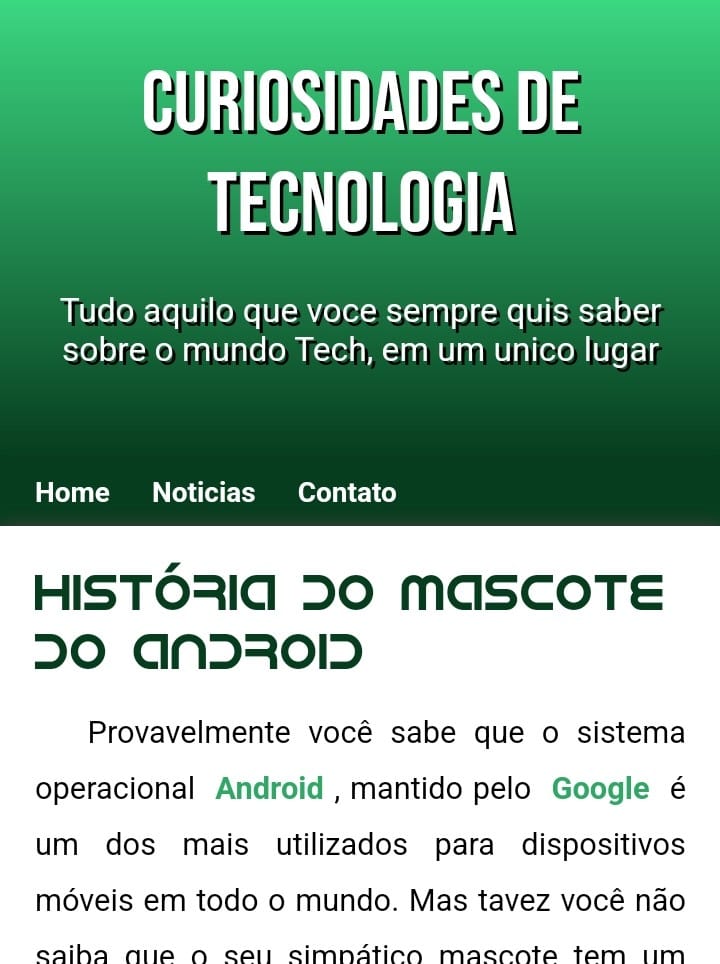 CURIOSIDADES DE
TECNOLOGIA
Tudo aquilo que voce sempre quis saber
sobre o mundo Tech, em um unico lugar
Home Noticias Contato
HISTÓRIA DO MASCOTE
DO ANDROID
Provavelmente você sabe que o sistema
operacional Android , mantido pelo Google é
um dos mais utilizados para dispositivos
móveis em todo o mundo. Mas tavez você não
saiba que o seu simpático mascote tem um